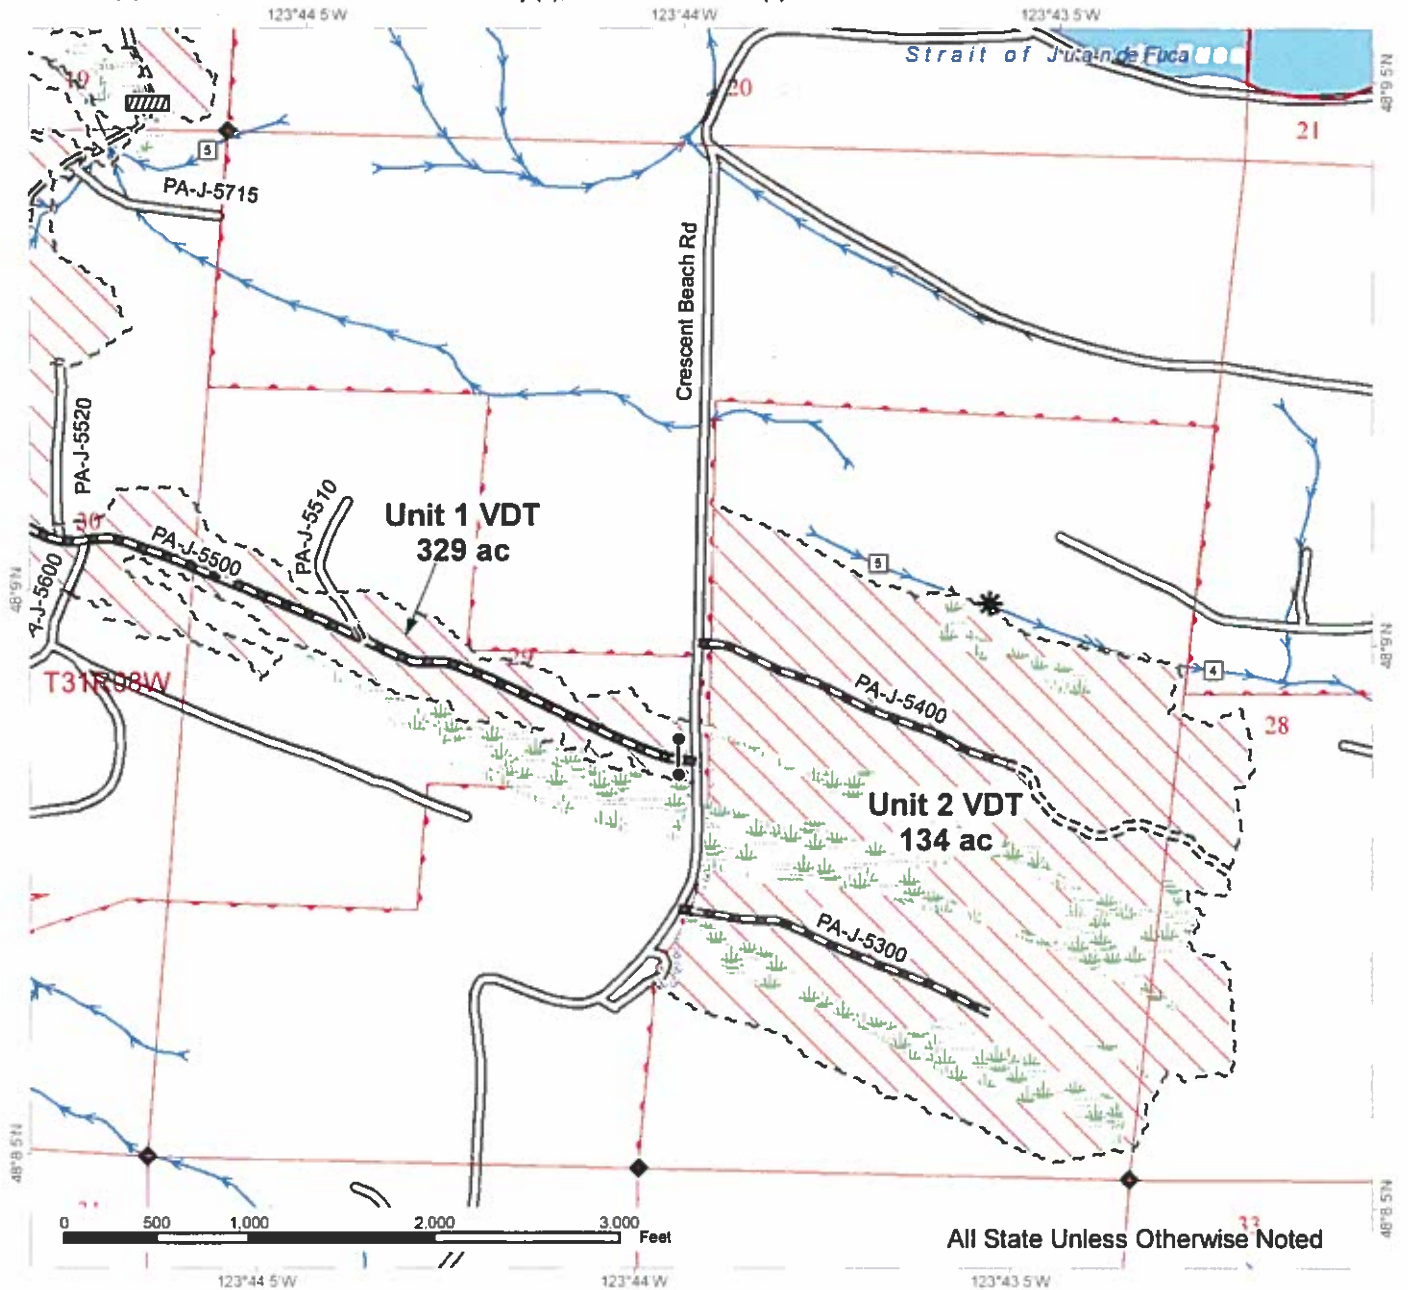 123°44 5'W
123°44'W
123°43 5'W
Strait of Juan de Fuca
48°9 5'N
19
20
21
5
PA-J-5715
Crescent Beach Rd
PA-J-5520
30
PA-J-5500
PA-J-5510
Unit 1 VDT
329 ac
5
48°9'N
48°9'N
A-J-5600
29
4
T31R08W
PA-J-5400
28
Unit 2 VDT
134 ac
PA-J-5300
48°8 5'N
48°8 5'N
33
0
500
1,000
2,000
3,000
Feet
All State Unless Otherwise Noted
123°44 5'W
123°44'W
123°43 5'W